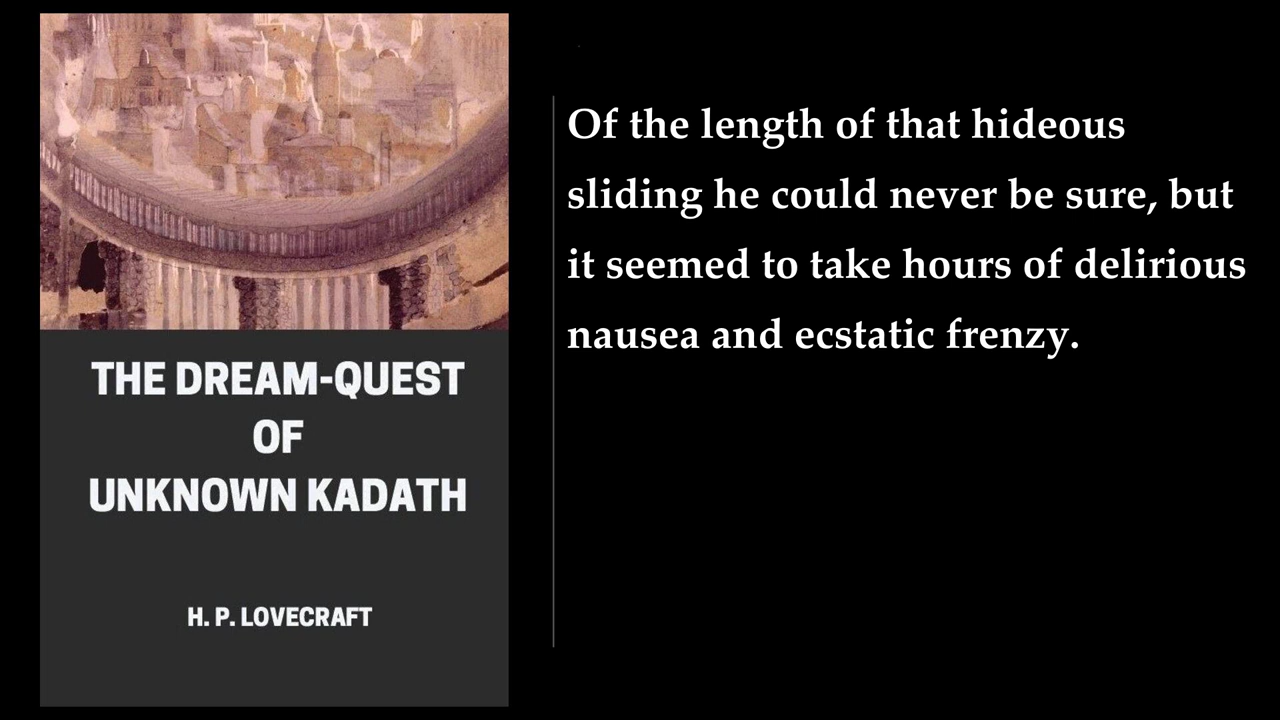 THE DREAM-QUEST
OF
UNKNOWN KADATH
H. P. LOVECRAFT
Of the length of that hideous
sliding he could never be sure, but
it seemed to take hours of delirious
nausea and ecstatic frenzy.